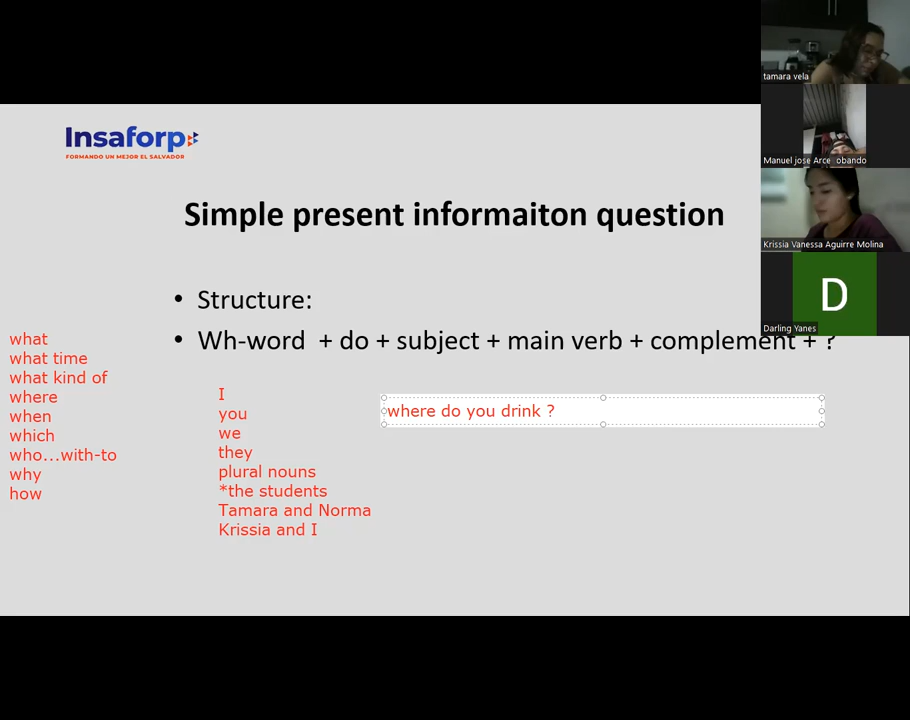 tamara vela
Manuel jose Arce obando
Krissia Vanessa Aguirre Molina
D
Darling Yanes
Insaforp
FORMANDO UN MEJOR EL SALVADOR
Simple present informaiton question
• Structure:
• Wh-word + do + subject + main verb + complement + ?
what
what time
what kind of
where
when
which
who...with-to
why
how
I
you
we
they
plural nouns
*the students
Tamara and Norma
Krissia and I
where do you drink ?